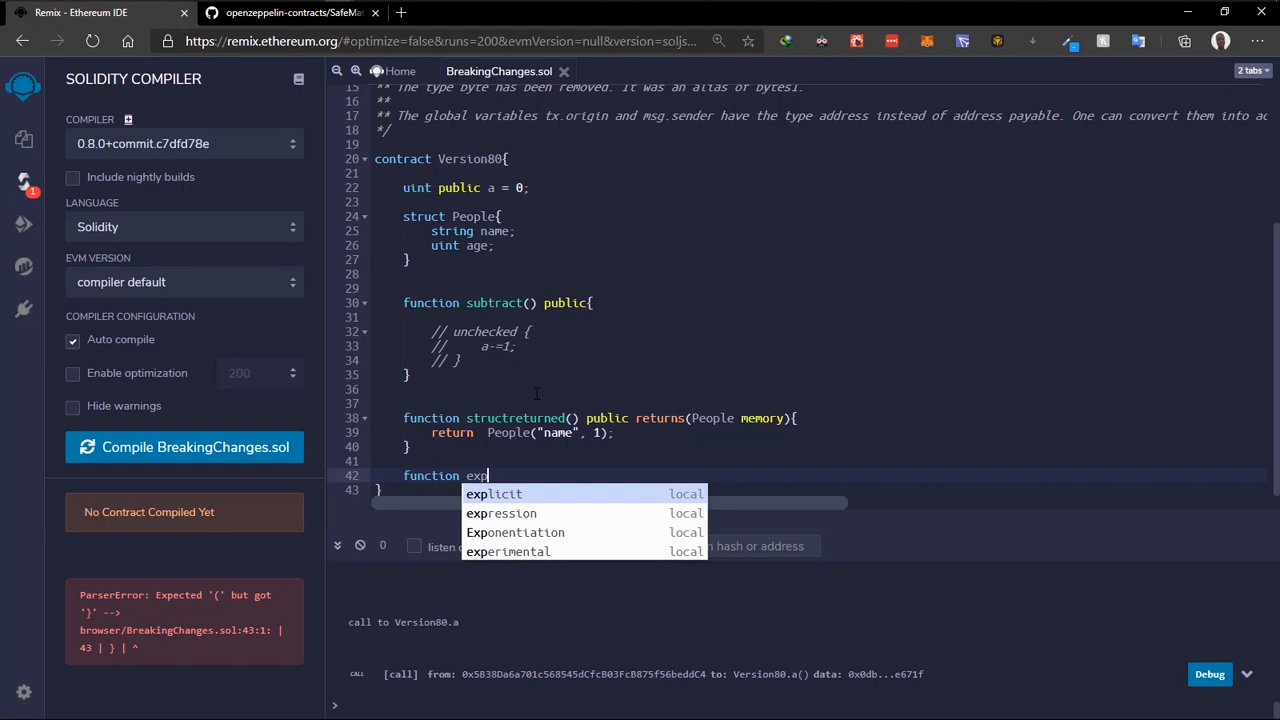 Remix - Ethereum IDE
openzeppelin-contracts/SafeMat
https://remix.ethereum.org/#optimize=false&runs=200&evmVersion=null&version=soljs
SOLIDITY COMPILER
Home
BreakingChanges.sol
2 tabs
COMPILER
0.8.0+commit.c7dfd78e
Include nightly builds
LANGUAGE
Solidity
EVM VERSION
compiler default
COMPILER CONFIGURATION
Auto compile
Enable optimization
200
Hide warnings
Compile BreakingChanges.sol
No Contract Compiled Yet
ParserError: Expected '(' but got
'}' -->
browser/BreakingChanges.sol:43:1: |
43 | } | ^
15 ** The type byte has been removed. It was an alias of bytes1.
16 **
17 ** The global variables tx.origin and msg.sender have the type address instead of address payable. One can convert them into ad
18 */
19
20 contract Version80{
21
22 uint public a = 0;
23
24 struct People{
25 string name;
26 uint age;
27 }
28
29
30 function subtract() public{
31
32 // unchecked {
33 // a-=1;
34 // }
35 }
36
37
38 function structreturned() public returns(People memory){
39 return People("name", 1);
40 }
41
42 function exp
43 }
explicit local
expression local
Exponentiation local
experimental local
0
listen o
n hash or address
call to Version80.a
CALL [call] from: 0x5B38Da6a701c568545dCfcB03FcB875f56beddC4 to: Version80.a() data: 0x0db...e671f
Debug
>